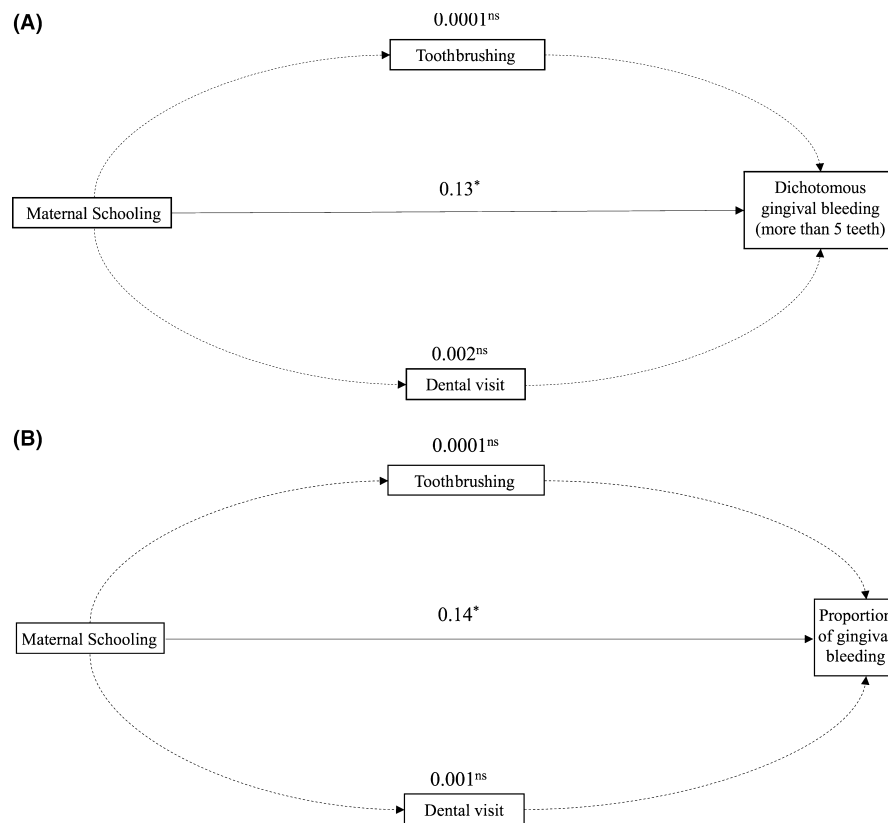 (A)
0.0001ns
Toothbrushing
0.13*
Maternal Schooling
Dichotomous
gingival bleeding
(more than 5 teeth)
0.002ns
Dental visit
(B)
0.0001ns
Toothbrushing
0.14*
Maternal Schooling
Proportion
of gingiva
bleeding
0.001ns
Dental visit